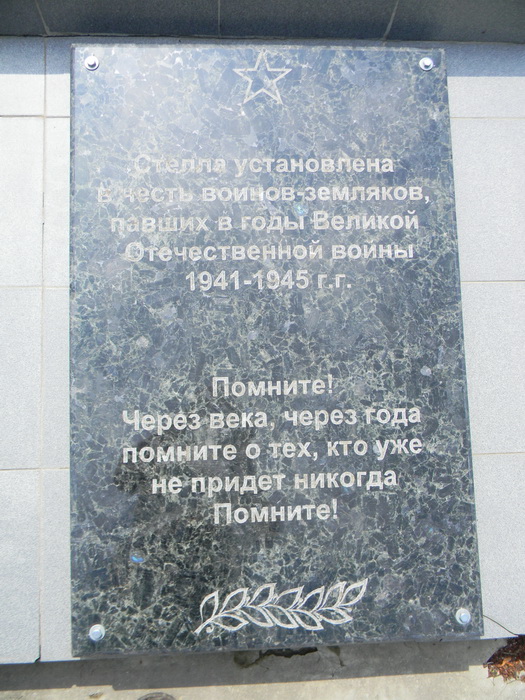 Стелла установлена
в честь воинов-земляков,
павших в годы Великой
Отечественной войны
1941-1945 г.г.
Помните!
Через века, через года
помните о тех, кто уже
не придет никогда
Помните!